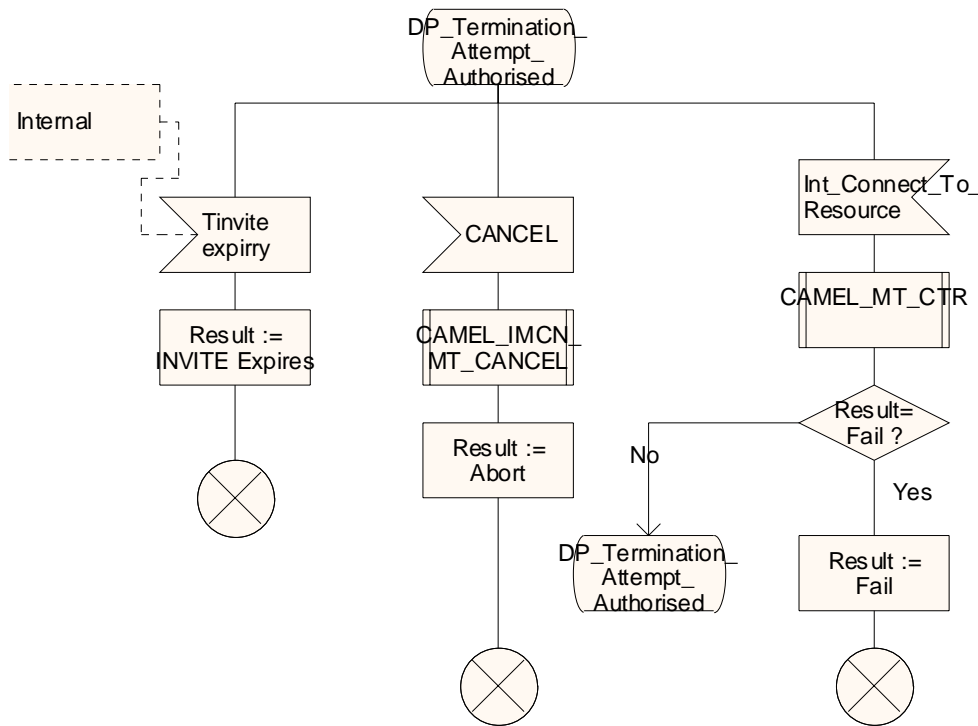 DP_Termination_
Attempt_
Authorised
Internal
Int_Connect_To_
Resource
Tinvite
expirry
CANCEL
CAMEL_MT_CTR
Result :=
INVITE Expires
CAMEL_IMCN_
MT_CANCEL
Result=
Fail ?
Result :=
Abort
No
Yes
DP_Termination_
Attempt_
Authorised
Result :=
Fail